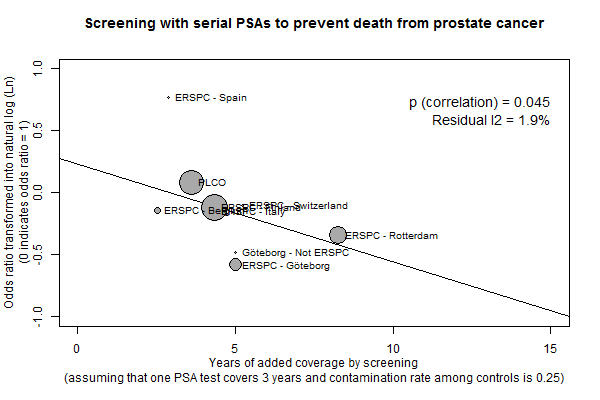 Screening with serial PSAs to prevent death from prostate cancer
Odds ratio transformed into natural log (Ln)
(0 indicates odds ratio = 1)
1.0
0.5
0.0
-0.5
-1.0
p (correlation) = 0.045
Residual I2 = 1.9%
ERSPC - Spain
PLCO
ERSPC - Switzerland
ERSPC - Italy
Göteborg - Not ERSPC
ERSPC - Göteborg
ERSPC - Rotterdam
0
5
10
15
Years of added coverage by screening
(assuming that one PSA test covers 3 years and contamination rate among controls is 0.25)